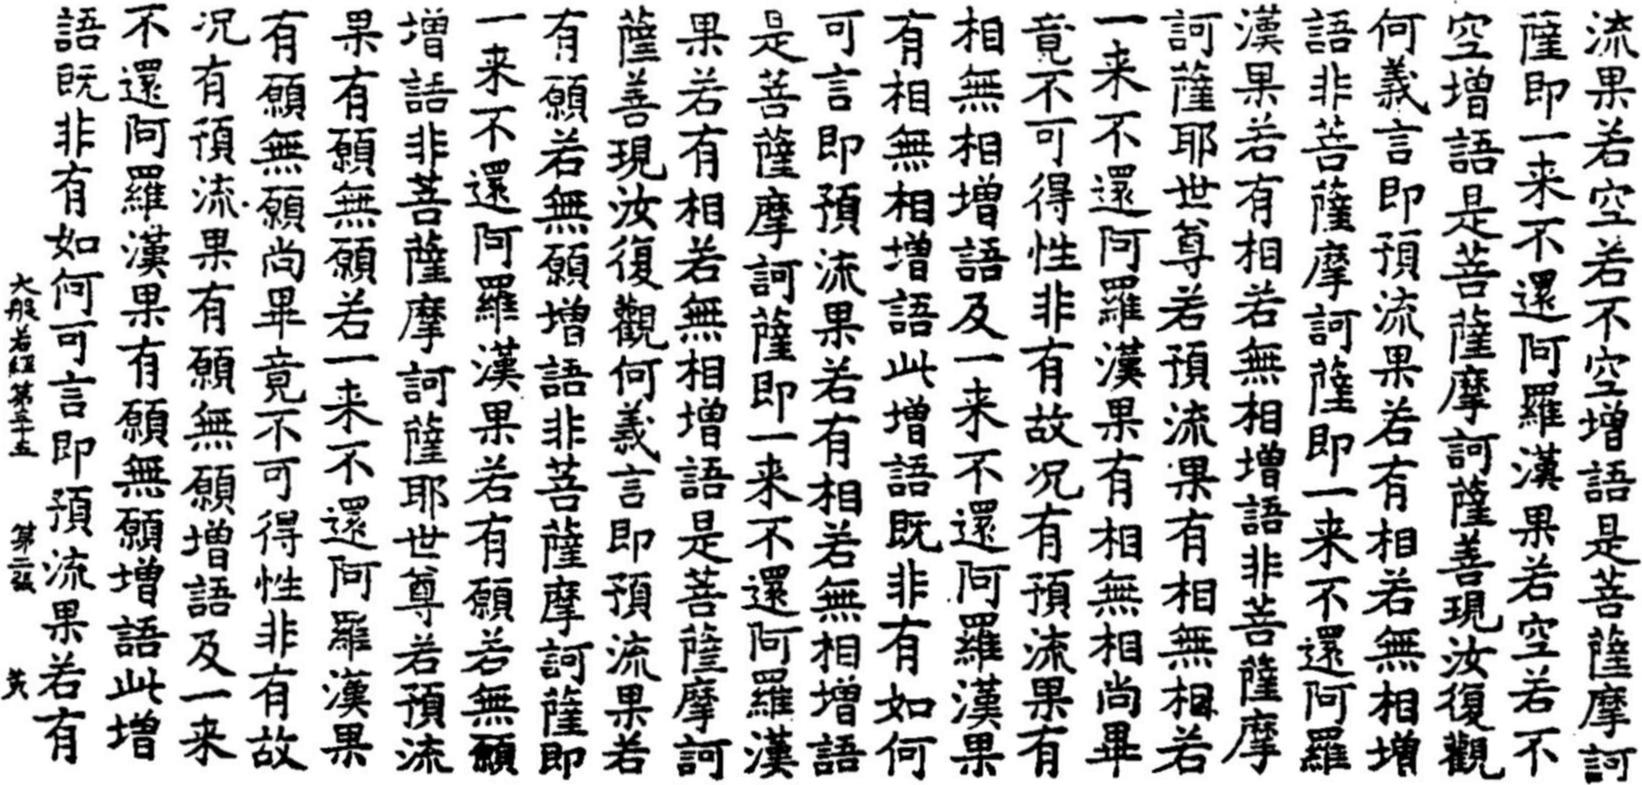 流果若空若不空增語是菩薩摩訶
薩即一来不還阿羅漢果若空若不
空增語是菩薩摩訶薩善現汝復觀
何義言即預流果若有相若無相增
語非菩薩摩訶薩即一来不還阿羅
漢果若有相若無相增語非菩薩摩
訶薩耶世尊若預流果有相無相若
一来不還阿羅漢果有相無相尚畢
竟不可得性非有故况有預流果有
相無相增語及一来不還阿羅漢果
有相無相增語此增語既非有如何
可言即預流果若有相若無相增語
是菩薩摩訶薩即一来不還阿羅漢
果若有相若無相增語是菩薩摩訶
薩善現汝復觀何義言即預流果若
有願若無願增語非菩薩摩訶薩即
一来不還阿羅漢果若有願若無願
增語非菩薩摩訶薩耶世尊若預流
果有願無願若一来不還阿羅漢果
有願無願尚畢竟不可得性非有故
况有預流果有願無願增語及一来
不還阿羅漢果有願無願增語此增
語既非有如何可言即預流果若有
大般若經第三十五 第二張 黃